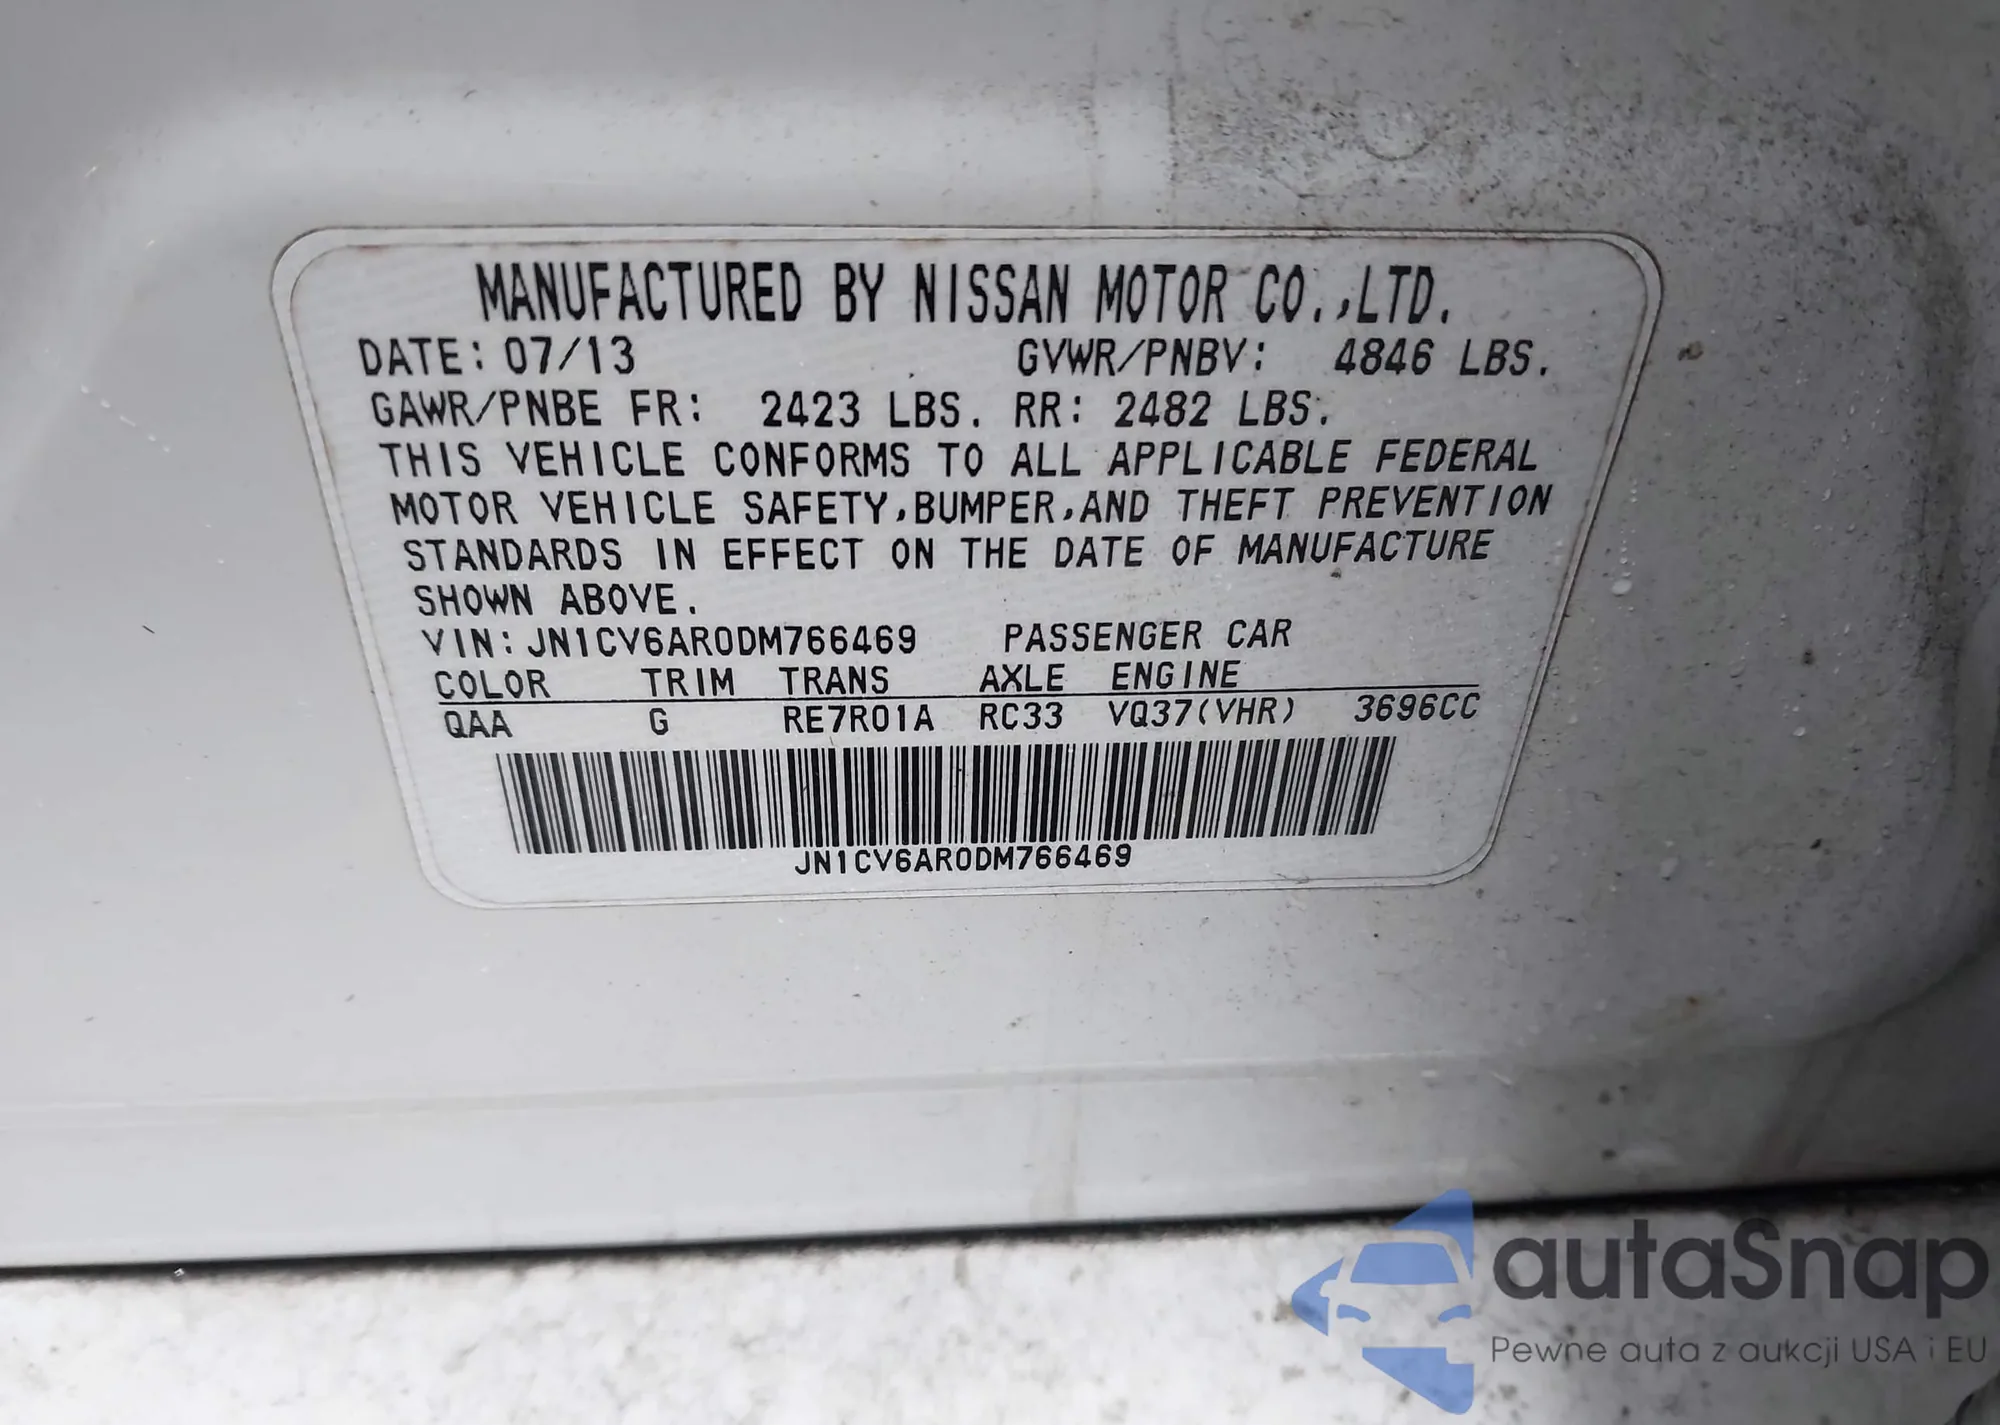 MANUFACTURED BY NISSAN MOTOR CO.,LTD.
DATE: 07/13 GVWR/PNBV: 4846 LBS.
GAWR/PNBE FR: 2423 LBS. RR: 2482 LBS.
THIS VEHICLE CONFORMS TO ALL APPLICABLE FEDERAL
MOTOR VEHICLE SAFETY,BUMPER,AND THEFT PREVENTION
STANDARDS IN EFFECT ON THE DATE OF MANUFACTURE
SHOWN ABOVE.
VIN: JN1CV6AR0DM766469 PASSENGER CAR
COLOR TRIM TRANS AXLE ENGINE
QAA G RE7R01A RC33 VQ37(VHR) 3696CC
JN1CV6AR0DM766469
autaSnap
Pewne auta z aukcji USA i EU